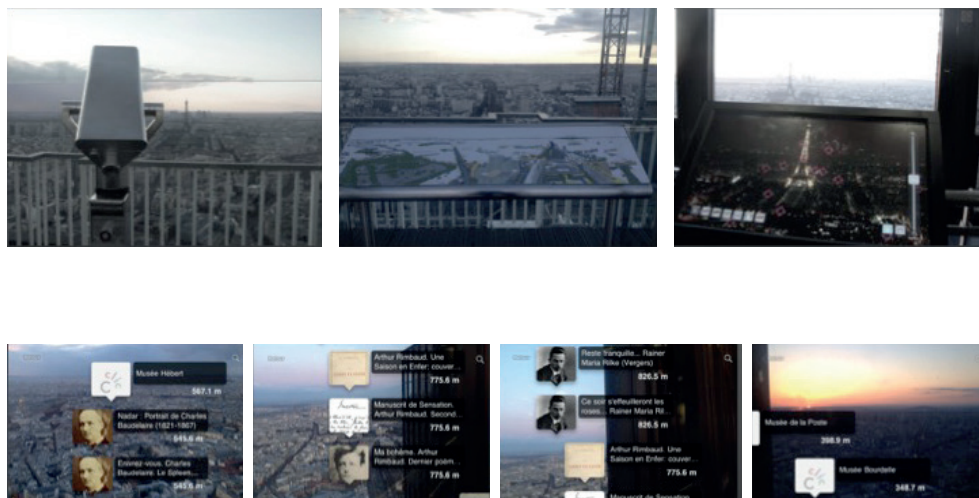 Musée Hébert
567.1 m
Nadar : Portrait de Charles
Baudelaire (1821-1867)
543.6 m
Enivrez-vous. Charles
Baudelaire. Le Spleen...
543.6 m
Arthur Rimbaud. Une
Saison en Enfer: couver...
775.6 m
Manuscrit de Sensation
Arthur Rimbaud. Second...
775.6 m
Ma bohême. Arthur
Rimbaud. Dernier poèm...
775.6 m
Reste tranquille... Rainer
Maria Rilke (Vergers)
826.5 m
Ce soir s'effeuilleront les
roses... Rainer Maria Ril...
826.5 m
Arthur Rimbaud. Une
Saison en Enfer: couver...
775.6 m
Manuscrit de Sensation
Musée de la Poste
398.9 m
Musée Bourdelle
348.7 m